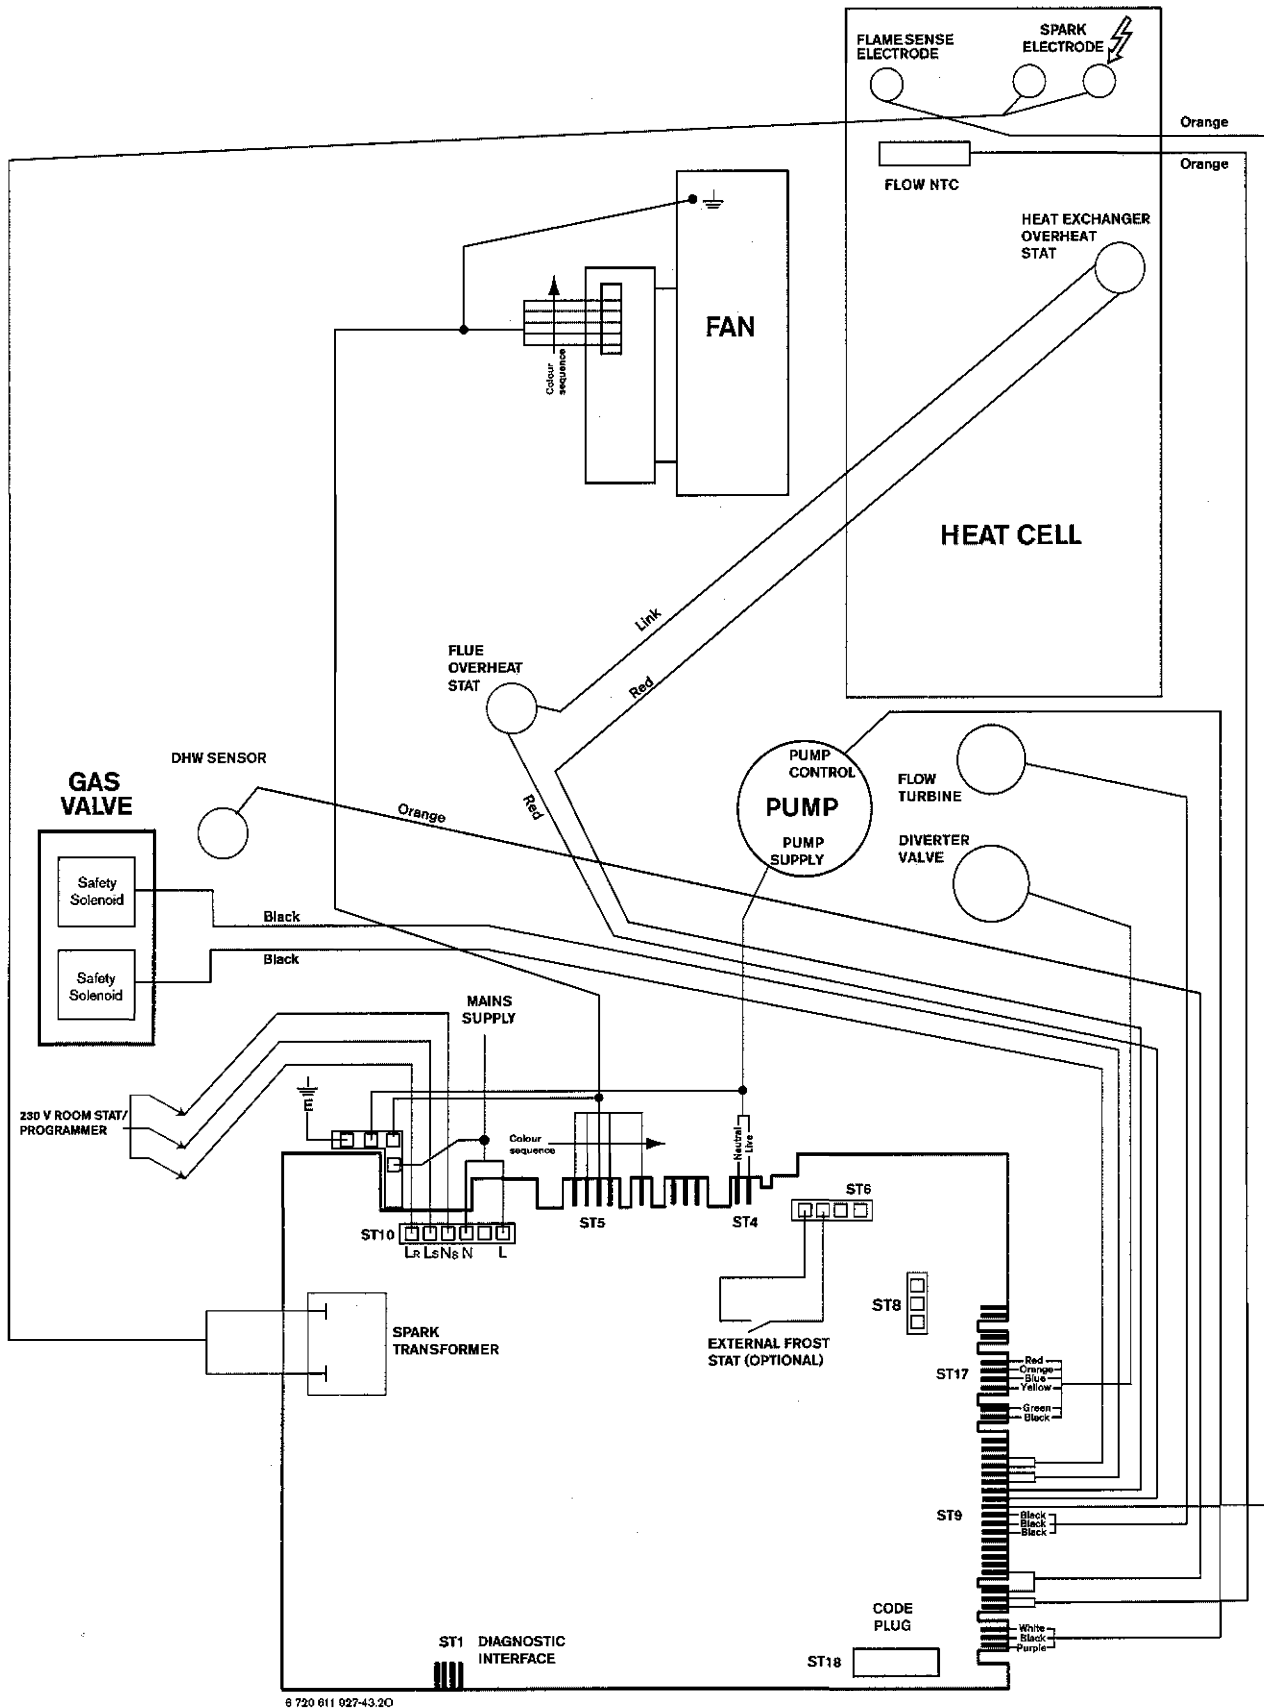 FLAME SENSE
ELECTRODE
SPARK
ELECTRODE
Orange
Orange
FLOW NTC
HEAT EXCHANGER
OVERHEAT
STAT
FAN
Colour
sequence
HEAT CELL
Link
Red
FLUE
OVERHEAT
STAT
DHW SENSOR
GAS
VALVE
Orange
Red
PUMP
CONTROL
PUMP
PUMP
SUPPLY
FLOW
TURBINE
DIVERTER
VALVE
Safety
Solenoid
Black
Safety
Solenoid
Black
MAINS
SUPPLY
230 V ROOM STAT/
PROGRAMMER
Colour
sequence
Neutral
Live
ST10
LR LS NS N L
ST5
ST4
ST6
ST8
SPARK
TRANSFORMER
EXTERNAL FROST
STAT (OPTIONAL)
ST17
Red
Orange
Blue
Yellow
Green
Black
ST9
Black
Black
Black
CODE
PLUG
White
Black
Purple
ST1 DIAGNOSTIC
INTERFACE
ST18
6 720 611 927-43.2O